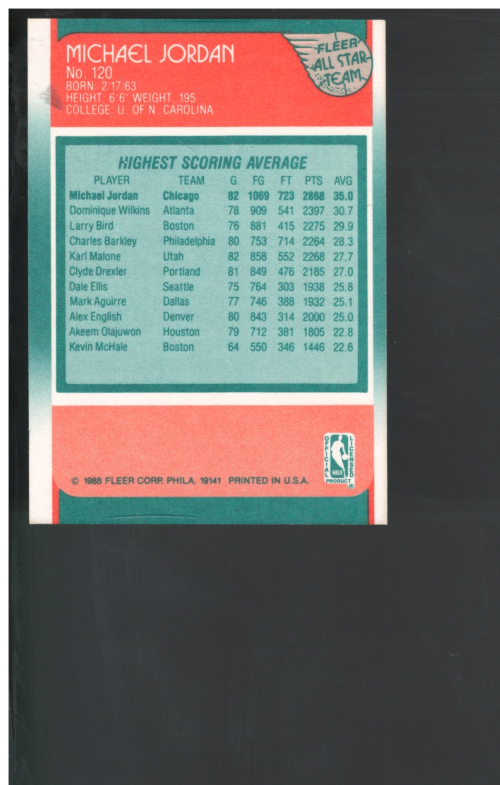 MICHAEL JORDAN
No. 120
BORN: 2/17/63
HEIGHT: 6'6" WEIGHT: 195
COLLEGE: U. OF N. CAROLINA
FLEER
ALL STAR
TEAM
HIGHEST SCORING AVERAGE
PLAYER TEAM G FG FT PTS AVG
Michael Jordan Chicago 82 1069 723 2868 35.0
Dominique Wilkins Atlanta 78 909 541 2397 30.7
Larry Bird Boston 76 881 415 2275 29.9
Charles Barkley Philadelphia 80 753 714 2264 28.3
Karl Malone Utah 82 858 552 2268 27.7
Clyde Drexler Portland 81 849 476 2185 27.0
Dale Ellis Seattle 75 764 303 1938 25.8
Mark Aguirre Dallas 77 746 388 1932 25.1
Alex English Denver 80 843 314 2000 25.0
Akeem Olajuwon Houston 79 712 381 1805 22.8
Kevin McHale Boston 64 550 346 1446 22.6
OFFICIAL LICENSED
NBA
PRODUCT
®
© 1988 FLEER CORP. PHILA. 19141 PRINTED IN U.S.A.